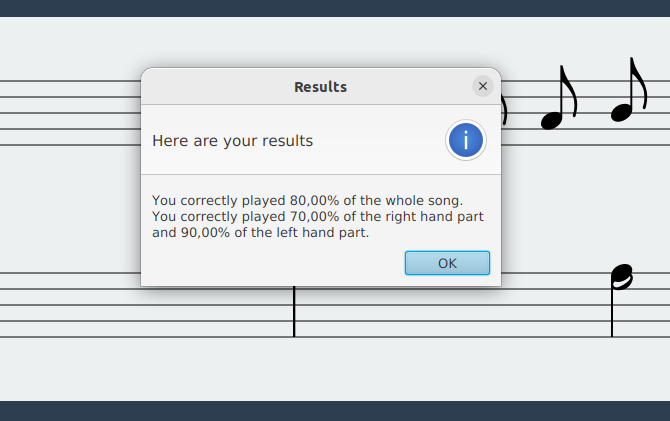 Results
Here are your results
You correctly played 80,00% of the whole song.
You correctly played 70,00% of the right hand part
and 90,00% of the left hand part.
OK